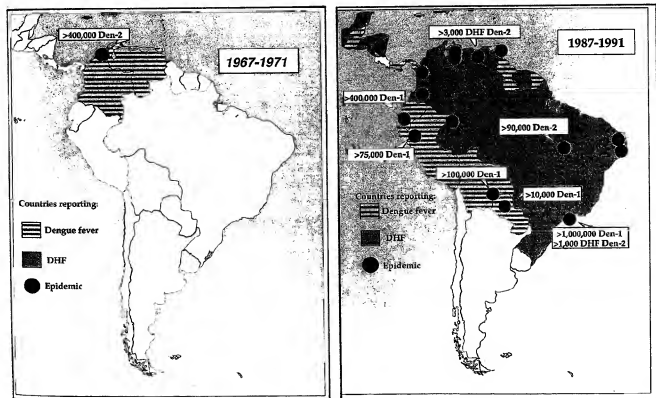 >400,000 Den-2
1967-1971
Countries reporting:
Dengue fever
DHF
Epidemic
>3,000 DHF Den-2
1987-1991
>400,000 Den-1
>90,000 Den-2
>75,000 Den-1
>100,000 Den-1
>10,000 Den-1
Countries reporting:
Dengue fever
DHF
Epidemic
>1,000,000 Den-1
>1,000 DHF Den-2